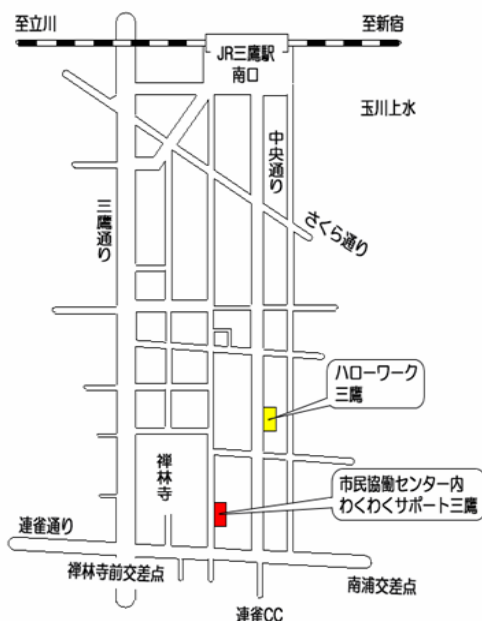 至立川
至新宿
JR三鷹駅
南口
玉川上水
中央通り
三鷹通り
さくら通り
ハローワーク
三鷹
禅林寺
市民協働センター内
わくわくサポート三鷹
連雀通り
禅林寺前交差点
南浦交差点
連雀CC